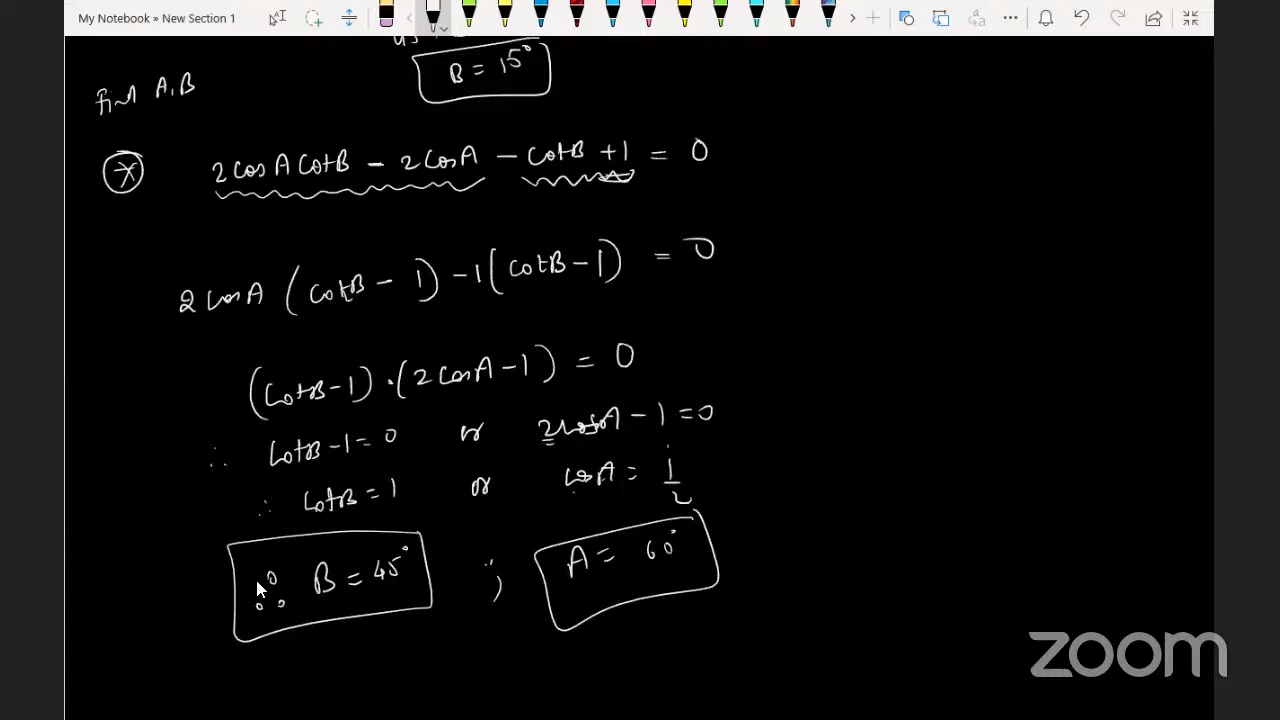 My Notebook » New Section 1
B = 15°
Find A, B
2 cos A cot B - 2 cos A - cot B + 1 = 0
2 cos A (cot B - 1) - 1 (cot B - 1) = 0
(cot B - 1) · (2 cos A - 1) = 0
∴ cot B - 1 = 0 or 2 cos A - 1 = 0
∴ cot B = 1 or cos A = 1/2
∴ B = 45° ; A = 60°
zoom